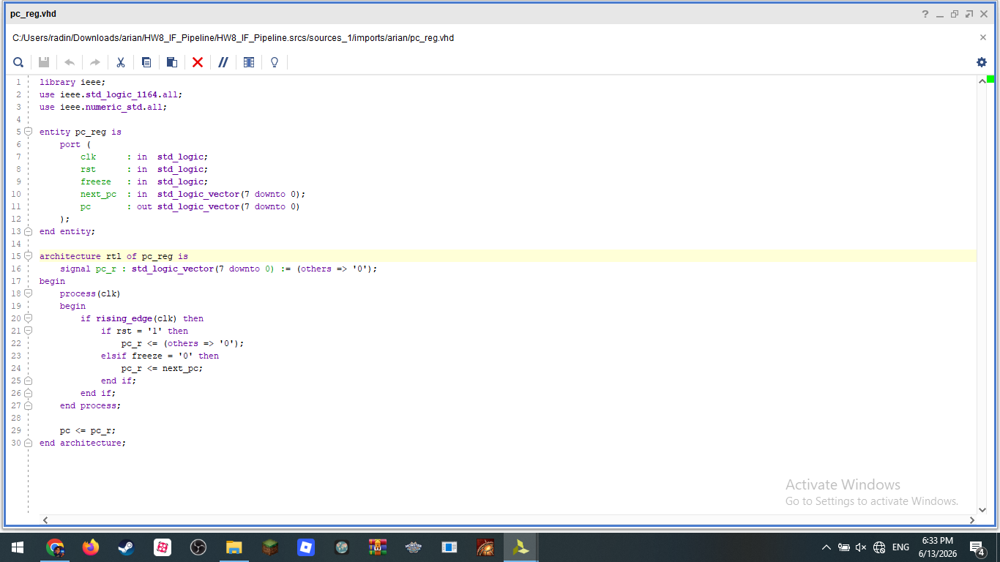 pc_reg.vhd
C:/Users/radin/Downloads/arian/HW8_IF_Pipeline/HW8_IF_Pipeline.srcs/sources_1/imports/arian/pc_reg.vhd
1 library ieee;
2 use ieee.std_logic_1164.all;
3 use ieee.numeric_std.all;
4
5 entity pc_reg is
6     port (
7         clk      : in  std_logic;
8         rst      : in  std_logic;
9         freeze   : in  std_logic;
10         next_pc  : in  std_logic_vector(7 downto 0);
11         pc       : out std_logic_vector(7 downto 0)
12     );
13 end entity;
14
15 architecture rtl of pc_reg is
16     signal pc_r : std_logic_vector(7 downto 0) := (others => '0');
17 begin
18     process(clk)
19     begin
20         if rising_edge(clk) then
21             if rst = '1' then
22                 pc_r <= (others => '0');
23             elsif freeze = '0' then
24                 pc_r <= next_pc;
25             end if;
26         end if;
27     end process;
28
29     pc <= pc_r;
30 end architecture;
Activate Windows
Go to Settings to activate Windows.
ENG
6:33 PM
6/13/2026
4